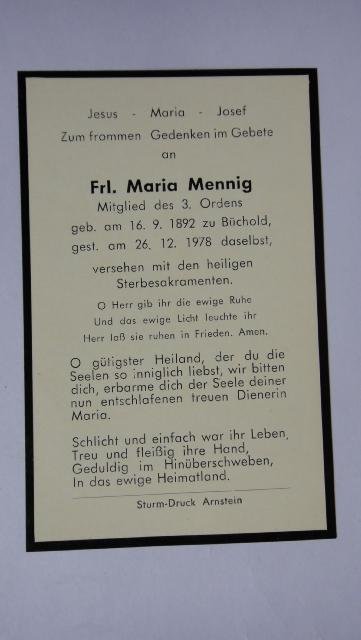 Jesus - Maria - Josef
Zum frommen Gedenken im Gebete
an
Frl. Maria Mennig
Mitglied des 3. Ordens
geb. am 16. 9. 1892 zu Büchold,
gest. am 26. 12. 1978 daselbst,
versehen mit den heiligen
Sterbesakramenten.
O Herr gib ihr die ewige Ruhe
Und das ewige Licht leuchte ihr
Herr laß sie ruhen in Frieden. Amen.
O gütigster Heiland, der du die
Seelen so inniglich liebst, wir bitten
dich, erbarme dich der Seele deiner
nun entschlafenen treuen Dienerin
Maria.
Schlicht und einfach war ihr Leben,
Treu und fleißig ihre Hand,
Geduldig im Hinüberschweben,
In das ewige Heimatland.
Sturm-Druck Arnstein